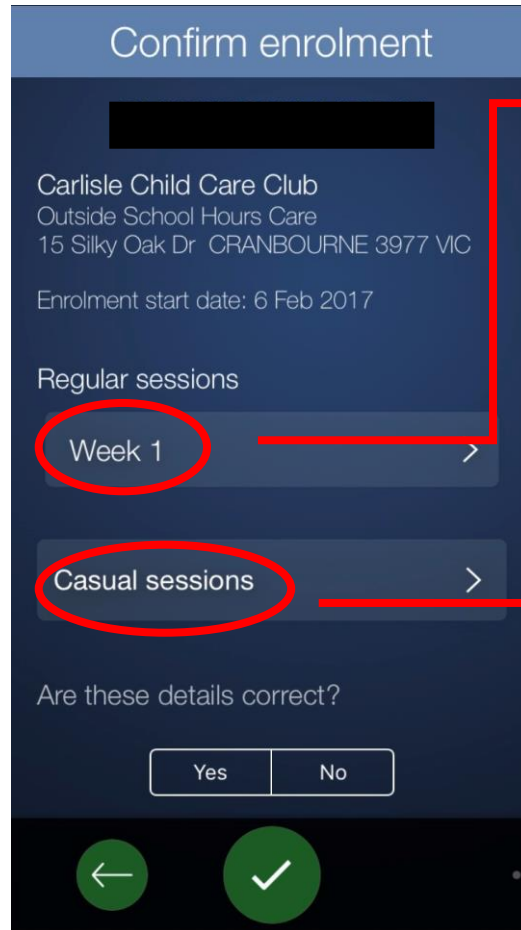 Confirm enrolment
Carlisle Child Care Club
Outside School Hours Care
15 Silky Oak Dr CRANBOURNE 3977 VIC
Enrolment start date: 6 Feb 2017
Regular sessions
Week 1
Casual sessions
Are these details correct?
Yes No